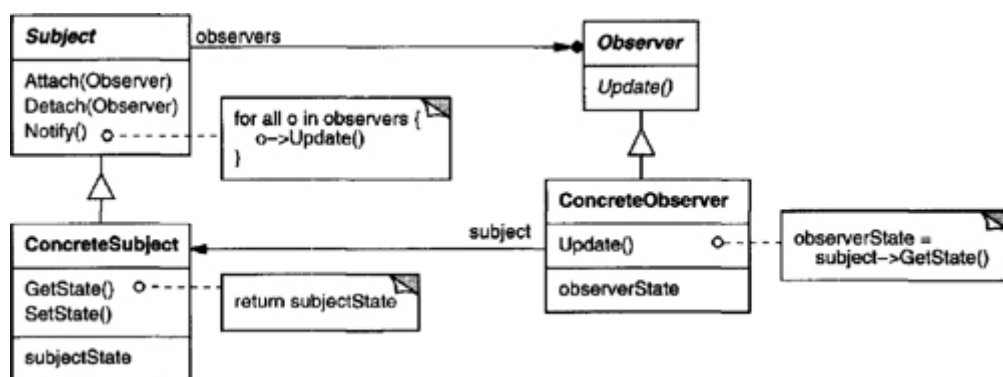 Subject
observers
Observer
Attach(Observer)
Detach(Observer)
Notify()
Update()
for all o in observers {
o->Update()
}
ConcreteSubject
subject
ConcreteObserver
GetState()
SetState()
return subjectState
Update()
observerState =
subject->GetState()
subjectState
observerState